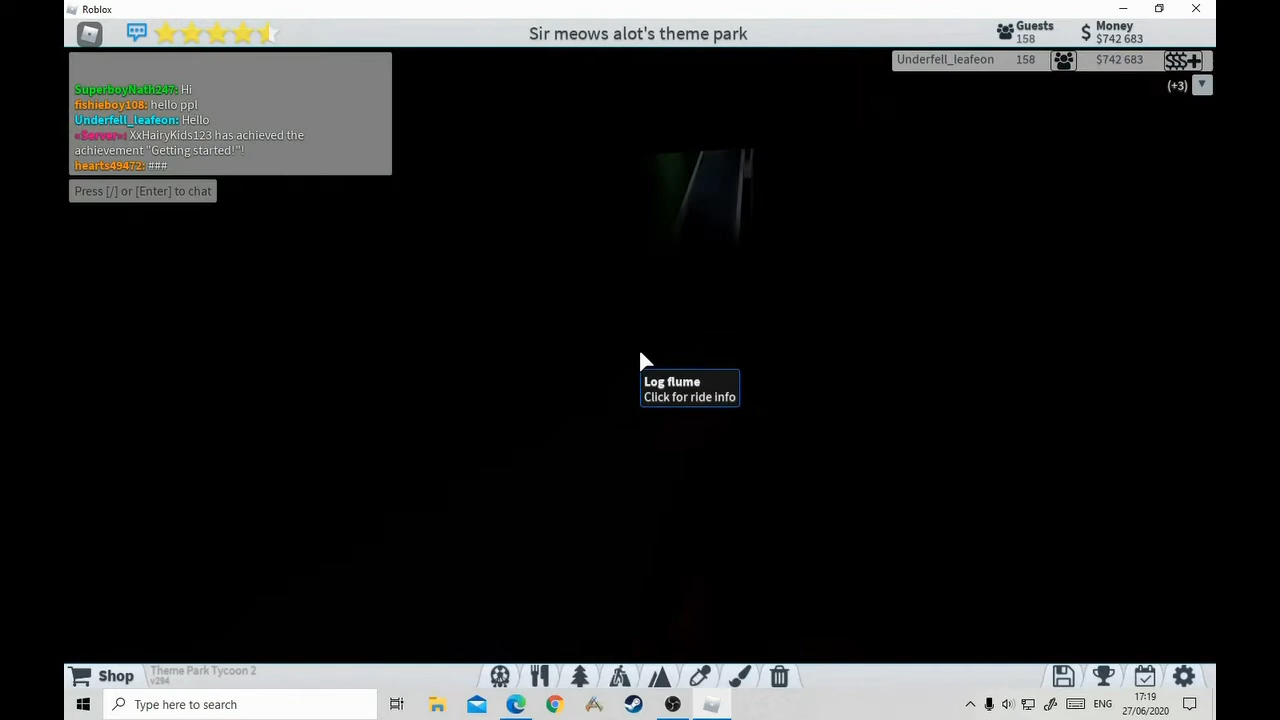 Roblox
Sir meows alot's theme park
Guests
158
Money
$742 683
Underfell_leafeon 158 $742 683
(+3)
SuperboyNath247: Hi
fishieboy108: hello ppl
Underfell_leafeon: Hello
«Server»: XxHairyKids123 has achieved the
achievement "Getting started!"!
hearts49472: ###
Press [/] or [Enter] to chat
Log flume
Click for ride info
Shop
Theme Park Tycoon 2
v294
Type here to search
ENG
17:19
27/06/2020